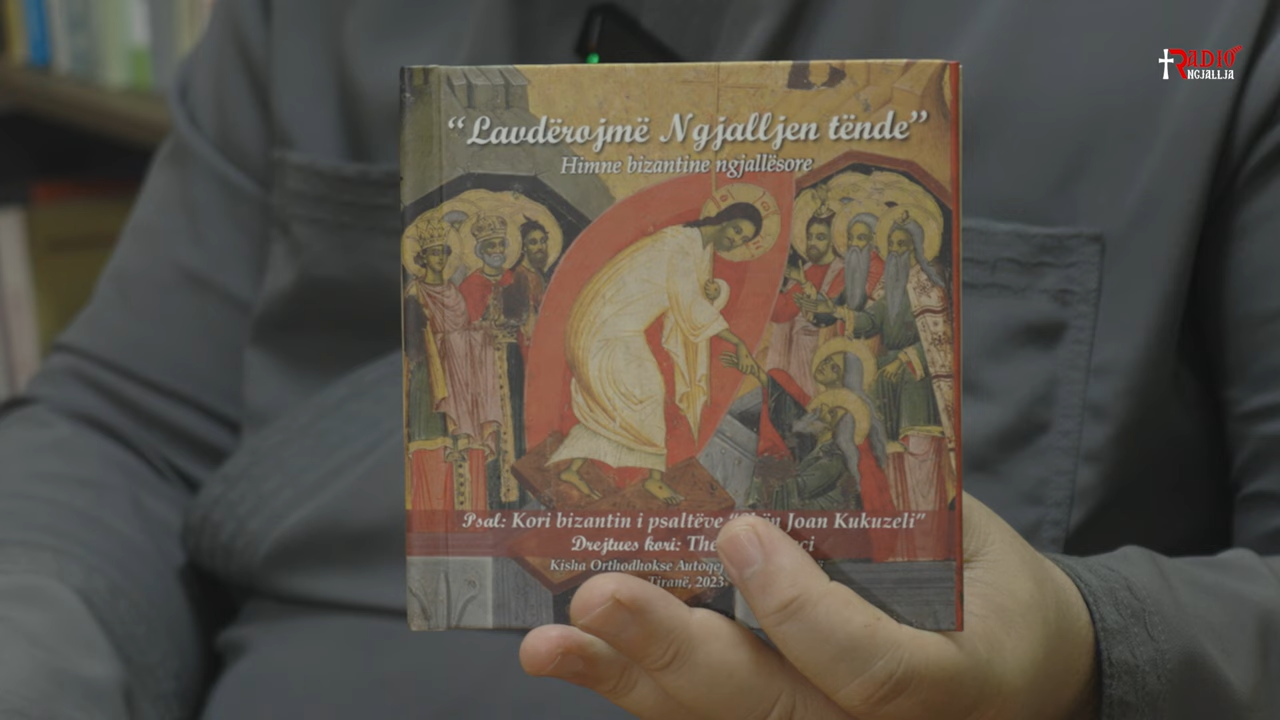 RADIO
NGJALLJA
“Lavdërojmë Ngjalljen tënde”
Himne bizantine ngjallësore
Psal: Kori bizantin i psaltëve Joan Kukuzeli”
Drejtues kori:
Kisha Orthodhokse
Tiranë, 2023